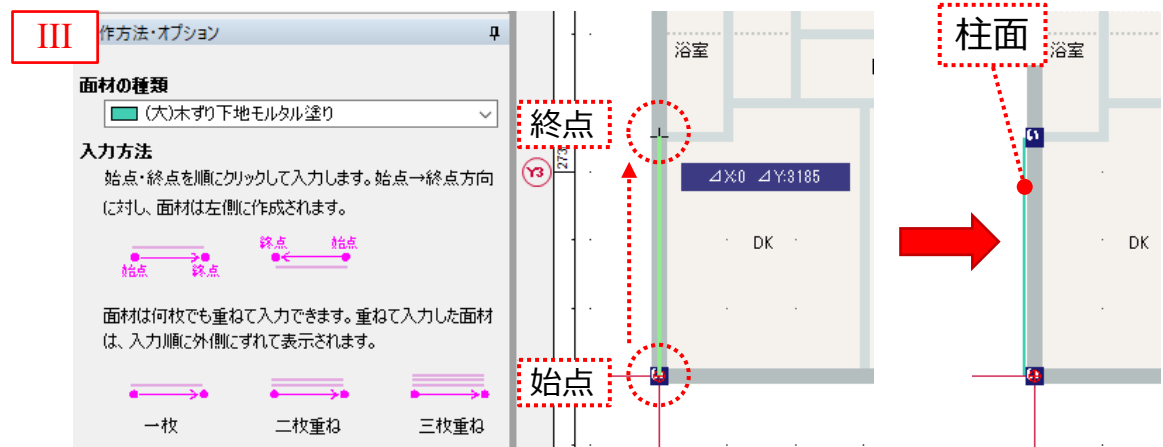 III
作方法・オプション
面材の種類
(大)木ずり下地モルタル塗り
入力方法
始点・終点を順にクリックして入力します。始点→終点方向
に対し、面材は左側に作成されます。
終点 始点
始点 終点
面材は何枚でも重ねて入力できます。重ねて入力した面材
は、入力順に外側にずれて表示されます。
一枚 二枚重ね 三枚重ね
浴室
終点
Y3
273
⊿X:0 ⊿Y:3185
DK
始点
柱面
浴室
DK